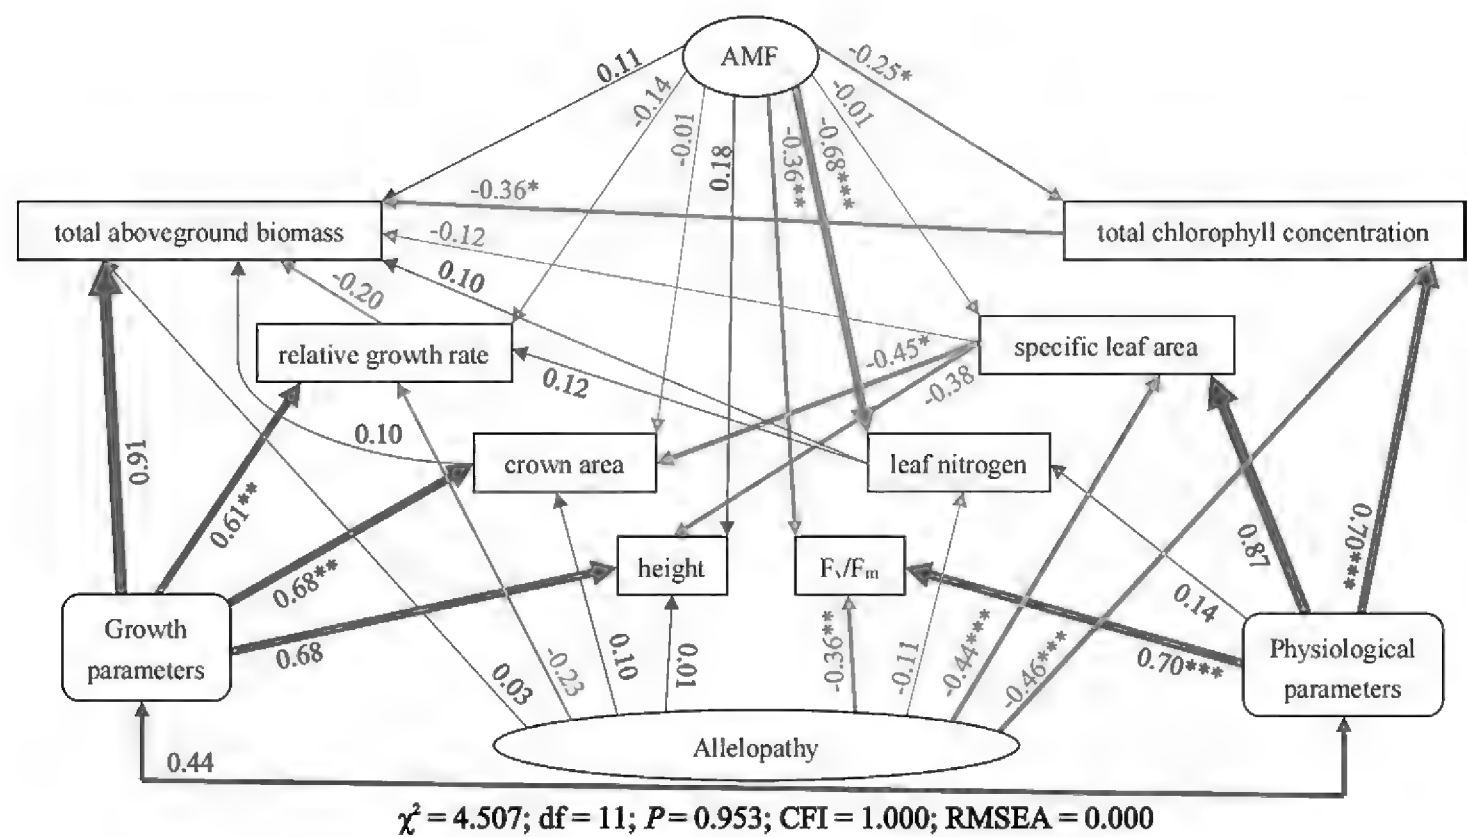 AMF
0.11
-0.14
-0.01
0.18
-0.36**
-0.68***
-0.01
-0.25*
-0.36*
total aboveground biomass
total chlorophyll concentration
-0.12
0.10
-0.20
relative growth rate
specific leaf area
0.12
-0.45*
-0.38
0.10
crown area
leaf nitrogen
0.91
0.61**
0.68**
0.68
height
Fv/Fm
0.87
0.70***
0.14
0.70***
Growth
parameters
Physiological
parameters
0.03
-0.23
0.10
0.01
-0.36**
-0.11
-0.44***
-0.46***
Allelopathy
0.44
χ² = 4.507; df = 11; P = 0.953; CFI = 1.000; RMSEA = 0.000